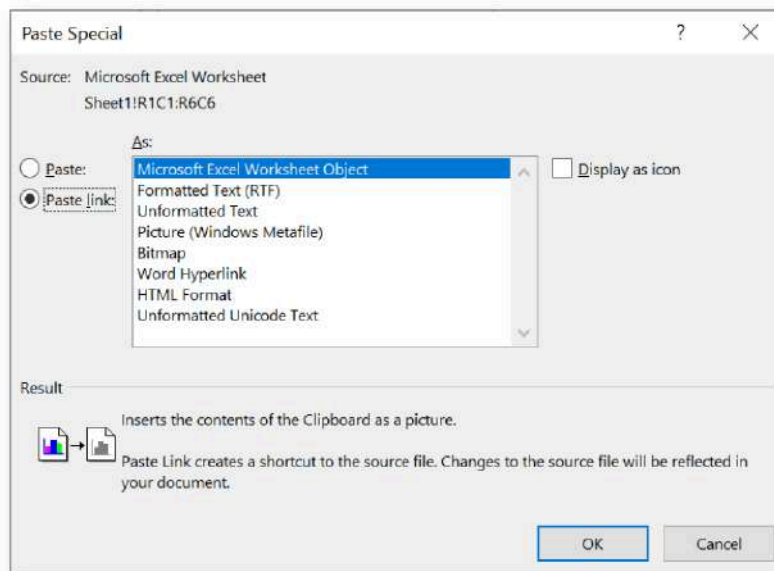 Paste Special
Source: Microsoft Excel Worksheet
Sheet1!R1C1:R6C6
As:
Paste:
Paste link:
Microsoft Excel Worksheet Object
Formatted Text (RTF)
Unformatted Text
Picture (Windows Metafile)
Bitmap
Word Hyperlink
HTML Format
Unformatted Unicode Text
Display as icon
Result
Inserts the contents of the Clipboard as a picture.
Paste Link creates a shortcut to the source file. Changes to the source file will be reflected in
your document.
OK Cancel